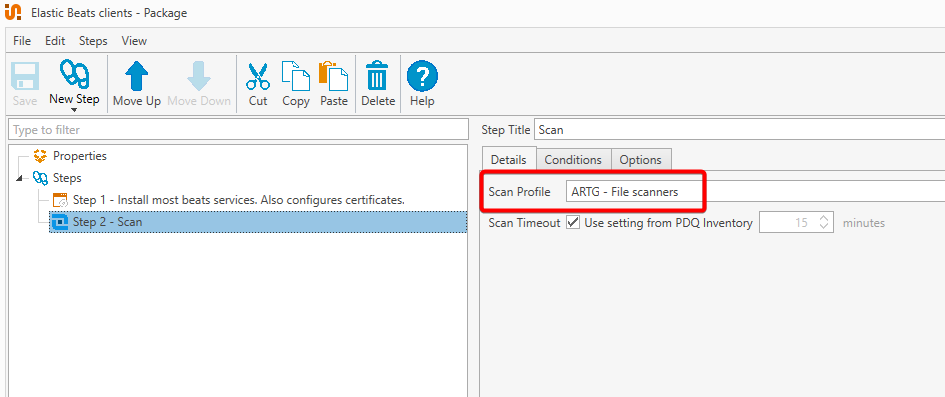 Elastic Beats clients - Package
File Edit Steps View
Save New Step Move Up Move Down Cut Copy Paste Delete Help
Type to filter
Properties
Steps
Step 1 - Install most beats services. Also configures certificates.
Step 2 - Scan
Step Title Scan
Details Conditions Options
Scan Profile ARTG - File scanners
Scan Timeout Use setting from PDQ Inventory 15 minutes